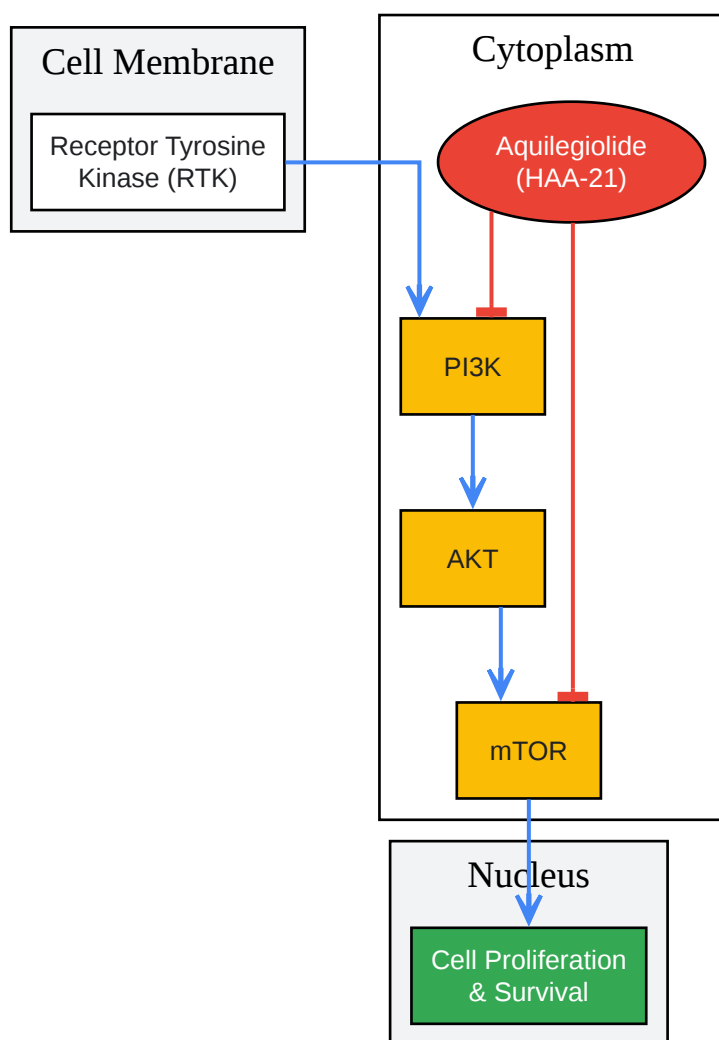 Cell Membrane
Receptor Tyrosine
Kinase (RTK)
Cytoplasm
Aquilegiolide
(HAA-21)
PI3K
AKT
mTOR
Nucleus
Cell Proliferation
& Survival